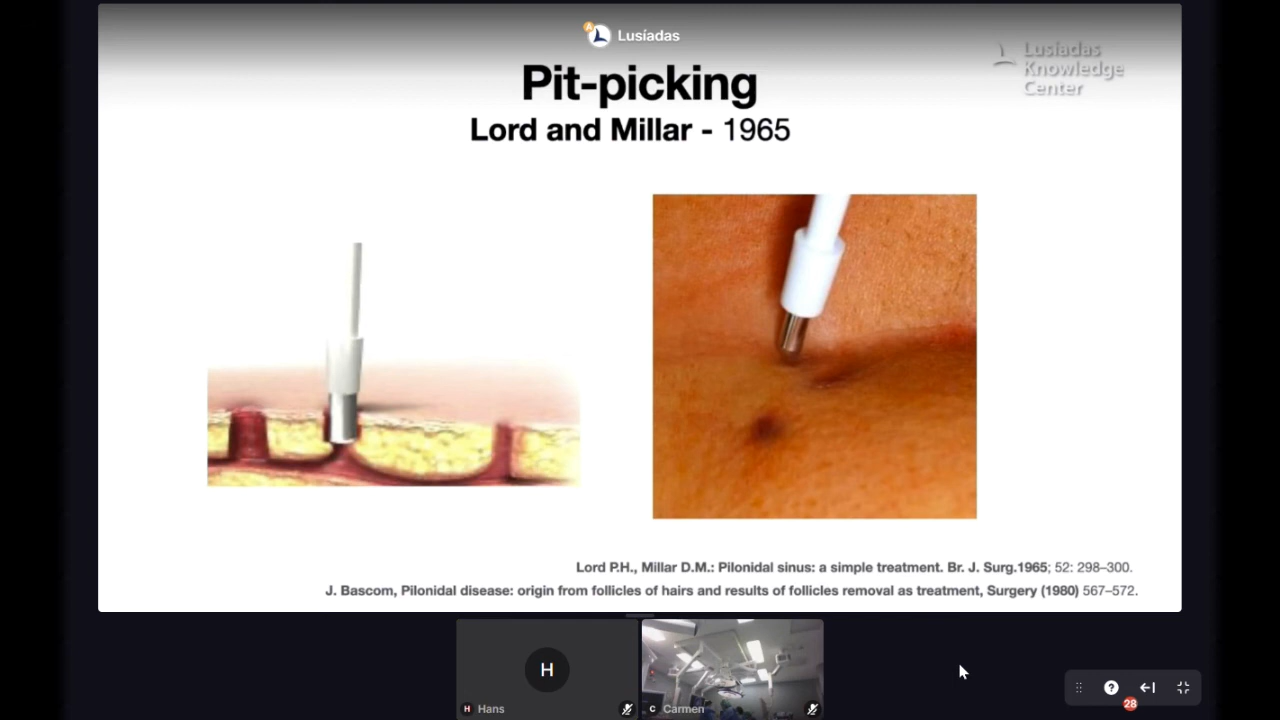 Lusíadas
Lusíadas
Knowledge
Center
Pit-picking
Lord and Millar - 1965
Lord P.H., Millar D.M.: Pilonidal sinus: a simple treatment. Br. J. Surg.1965; 52: 298–300.
J. Bascom, Pilonidal disease: origin from follicles of hairs and results of follicles removal as treatment, Surgery (1980) 567–572.
H
H Hans
C Carmen
28